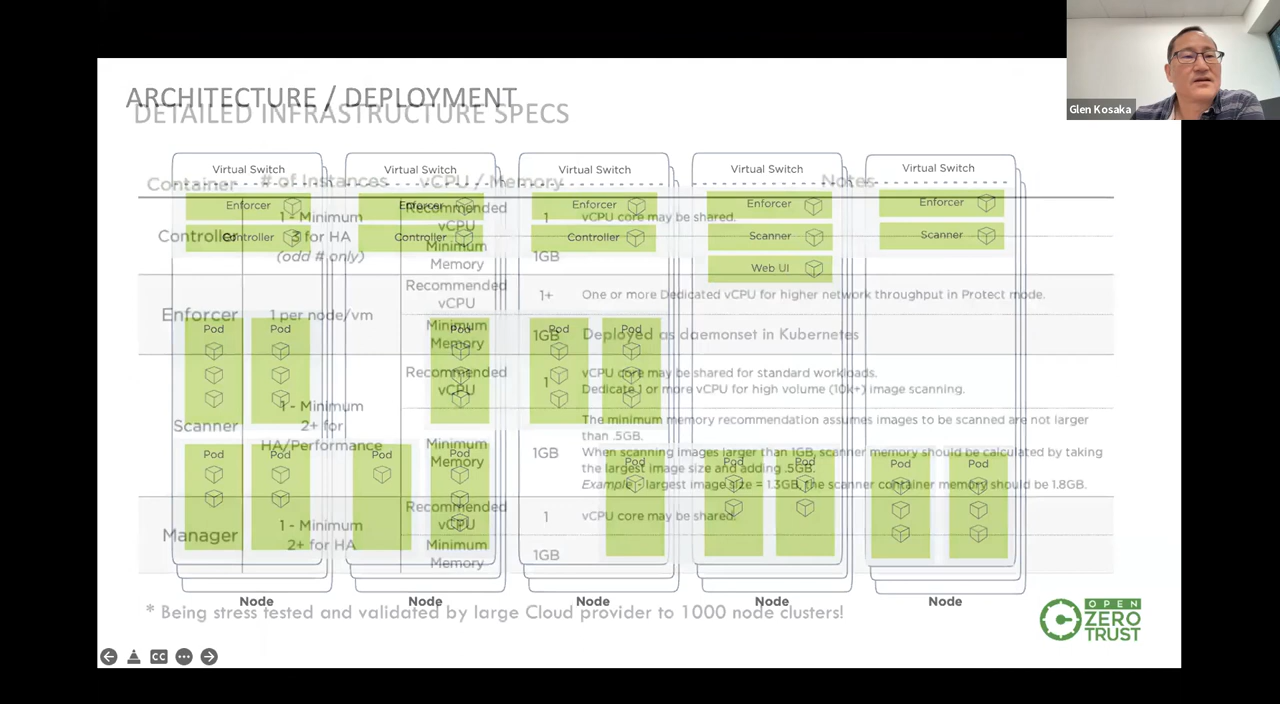 Glen Kosaka
ARCHITECTURE / DEPLOYMENT
DETAILED INFRASTRUCTURE SPECS
Virtual Switch
Virtual Switch
Virtual Switch
Virtual Switch
Virtual Switch
Container
# of Instances
vCPU / Memory
Notes
Enforcer
Enforcer
Enforcer
Enforcer
Enforcer
Controller
Controller
Controller
Scanner
Scanner
Web UI
Controller
1 - Minimum
3 for HA
(odd # only)
Recommended
vCPU
1
vCPU core may be shared.
Minimum
Memory
1GB
Enforcer
1 per node/vm
Recommended
vCPU
1+
One or more Dedicated vCPU for higher network throughput in Protect mode.
Minimum
Memory
1GB
Deployed as daemonset in Kubernetes
Pod
Pod
Pod
Pod
Pod
Scanner
1 - Minimum
2+ for
HA/Performance
Recommended
vCPU
1
vCPU core may be shared for standard workloads.
Dedicate 1 or more vCPU for high volume (10k+) image scanning.
Minimum
Memory
1GB
The minimum memory recommendation assumes images to be scanned are not larger
than .5GB.
When scanning images larger than 1GB, scanner memory should be calculated by taking
the largest image size and adding .5GB.
Example - largest image size = 1.3GB, the scanner container memory should be 1.8GB.
Pod
Pod
Pod
Pod
Pod
Pod
Pod
Pod
Pod
Manager
1 - Minimum
2+ for HA
Recommended
vCPU
1
vCPU core may be shared.
Minimum
Memory
1GB
Node
Node
Node
Node
Node
* Being stress tested and validated by large Cloud provider to 1000 node clusters!
OPEN
ZERO
TRUST
CC